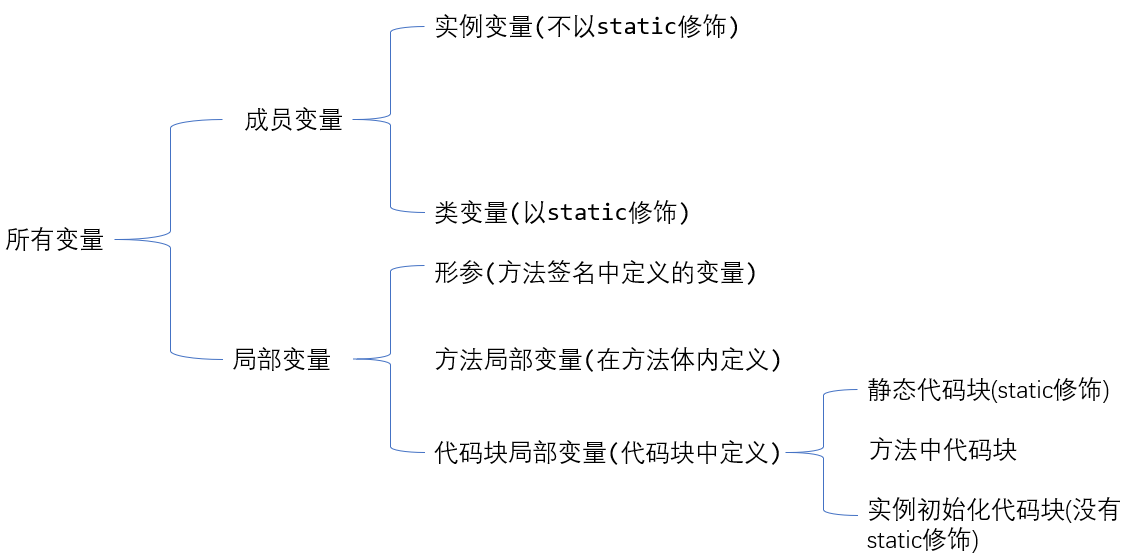 实例变量(不以static修饰)
成员变量
类变量(以static修饰)
所有变量
形参(方法签名中定义的变量)
局部变量
方法局部变量(在方法体内定义)
代码块局部变量(代码块中定义)
静态代码块(static修饰)
方法中代码块
实例初始化代码块(没有
static修饰)